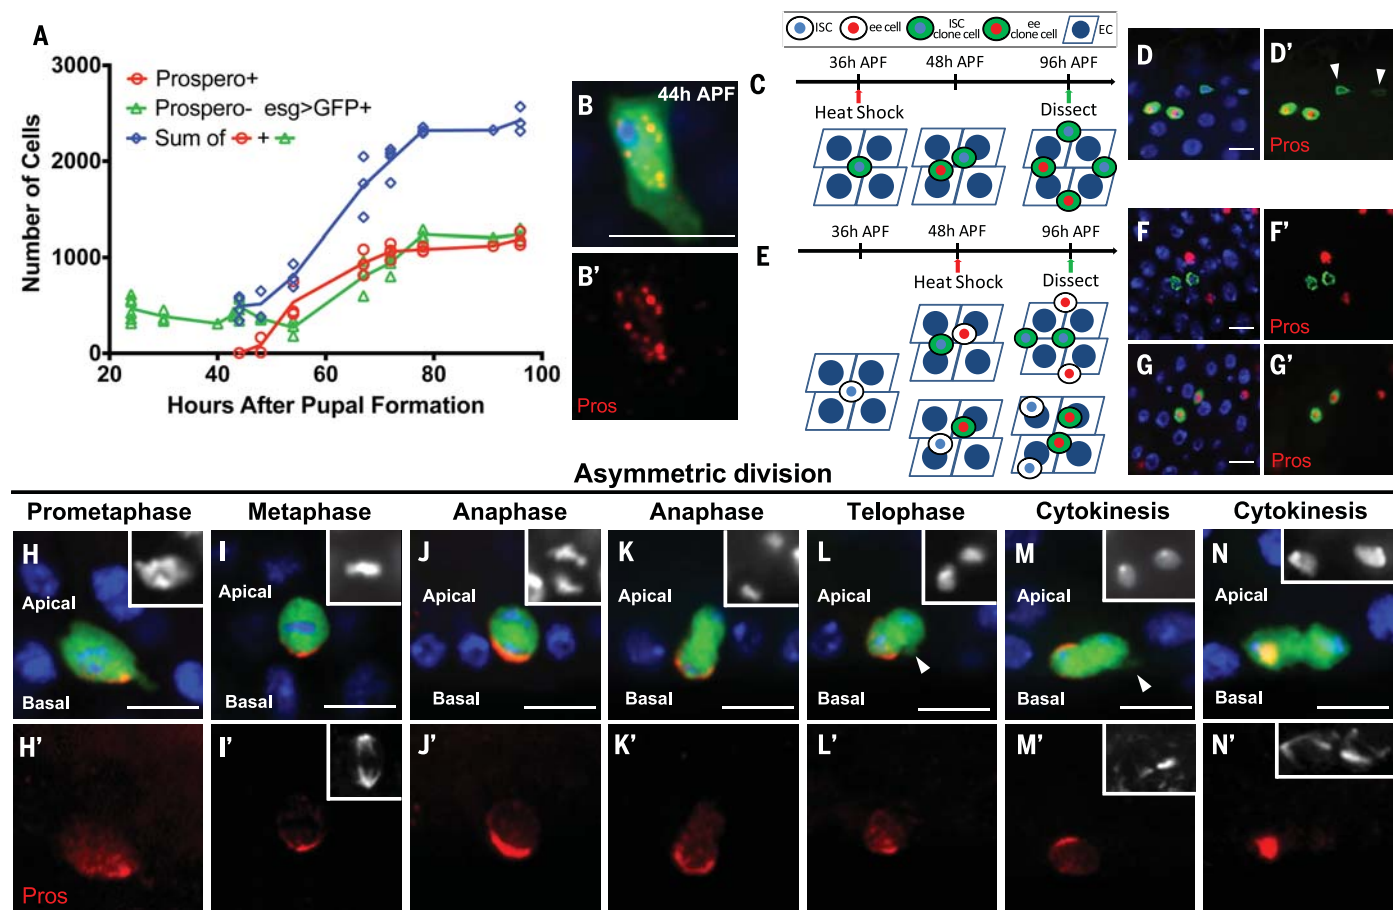 A
3000
2000
1000
0
20
40
60
80
100
Number of Cells
Hours After Pupal Formation
Prospero+
Prospero- esg>GFP+
Sum of + 
B
44h APF
B'
Pros
ISC
ee cell
ISC
clone cell
ee
clone cell
EC
C
36h APF
48h APF
96h APF
Heat Shock
Dissect
D
D'
Pros
E
36h APF
48h APF
96h APF
Heat Shock
Dissect
F
F'
Pros
G
G'
Pros
Asymmetric division
Prometaphase
Metaphase
Anaphase
Anaphase
Telophase
Cytokinesis
Cytokinesis
H
Apical
Basal
I
Apical
Basal
J
Apical
Basal
K
Apical
Basal
L
Apical
Basal
M
Apical
Basal
N
Apical
Basal
H'
Pros
I'
J'
K'
L'
M'
N'